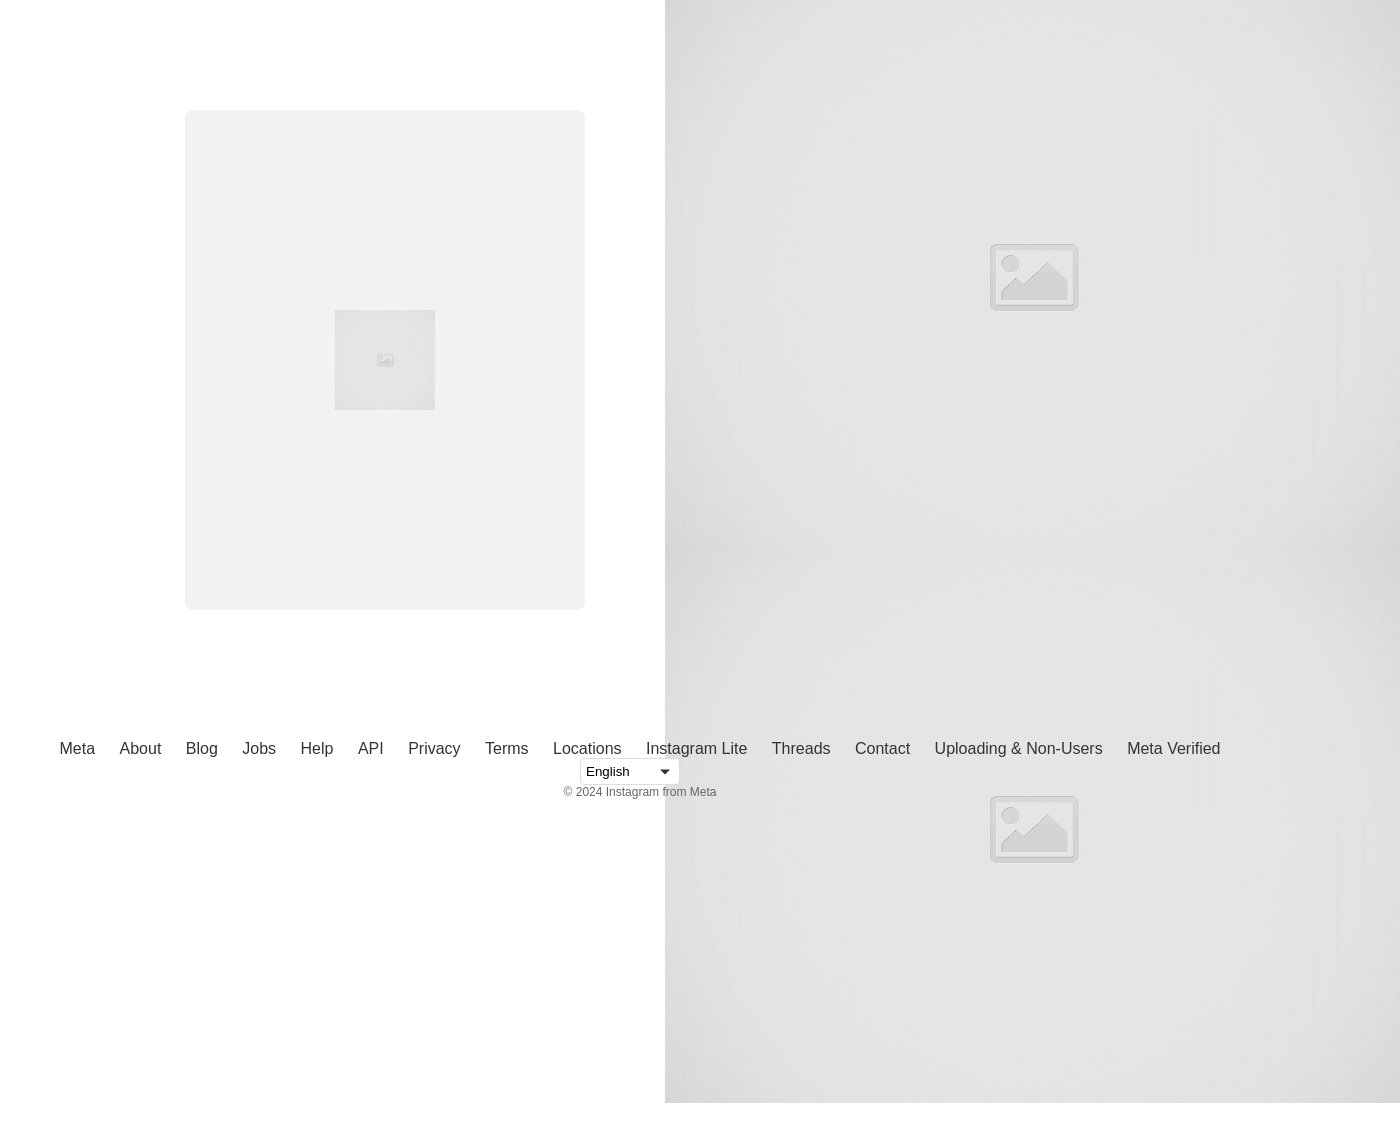 Meta About Blog Jobs Help API Privacy Terms Locations Instagram Lite Threads Contact Uploading & Non-Users Meta Verified
English
© 2024 Instagram from Meta